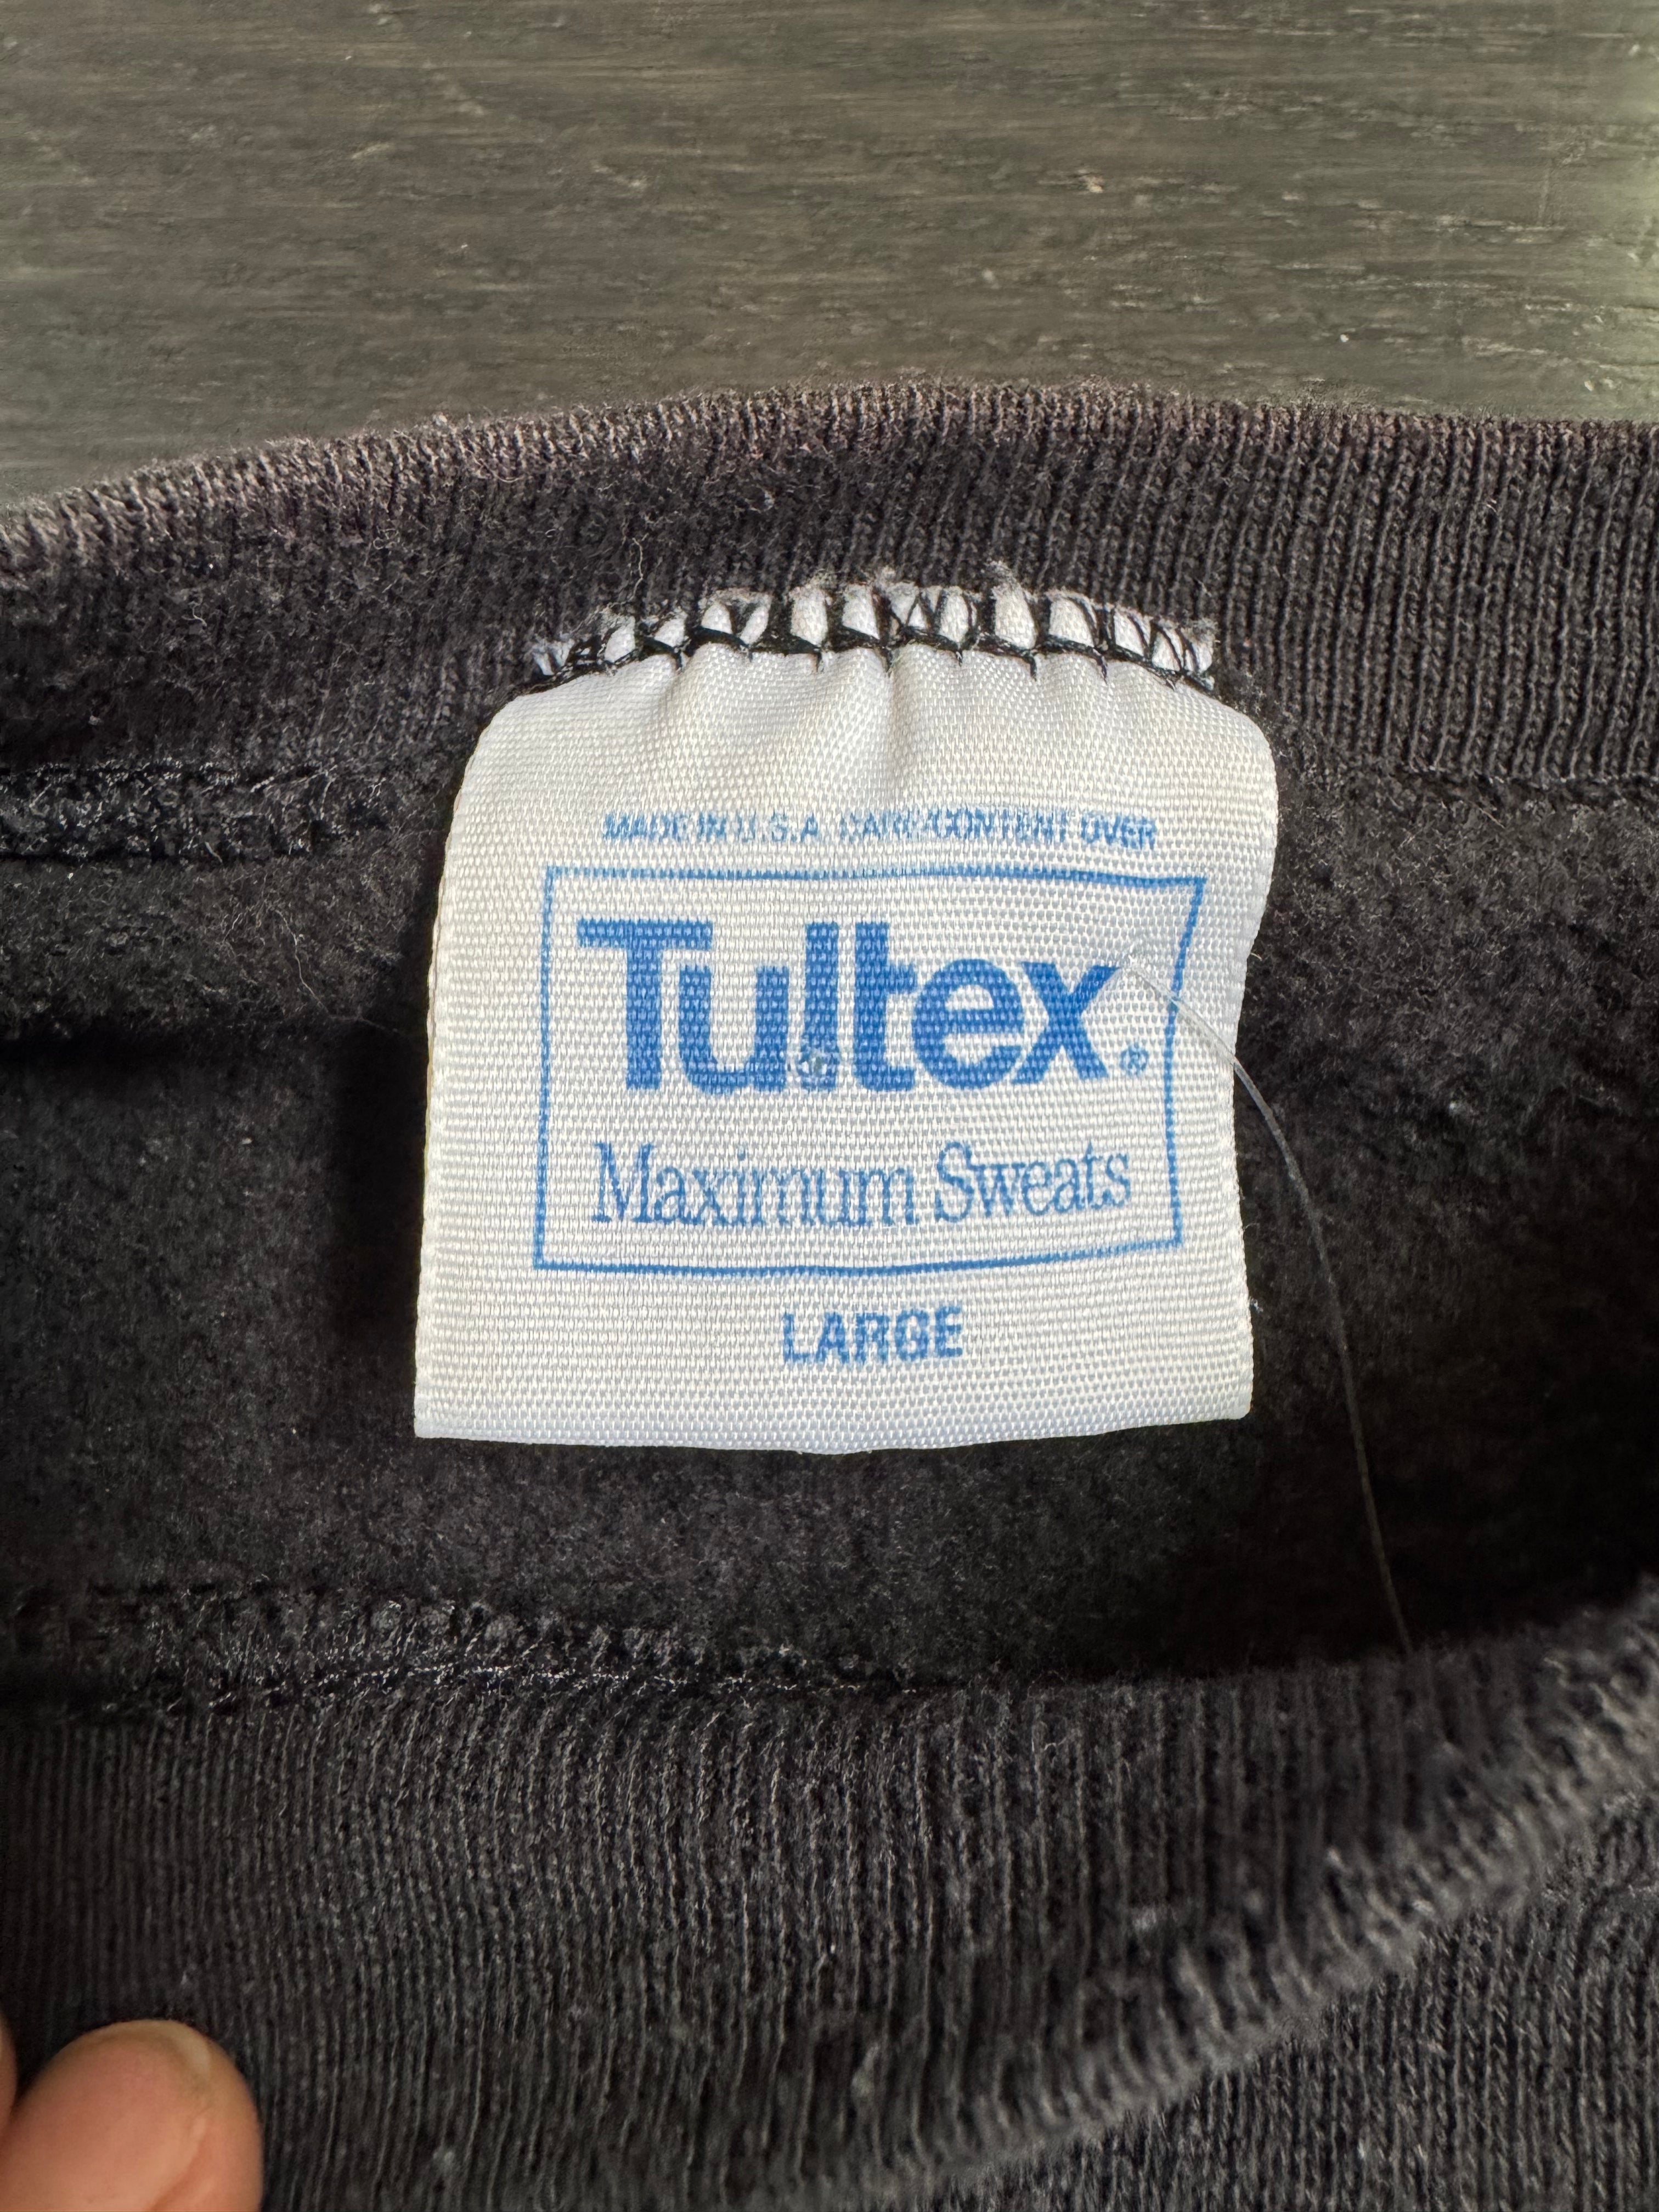 MADE IN U.S.A. CARE/CONTENT OVER
Tultex®
Maximum Sweats
LARGE